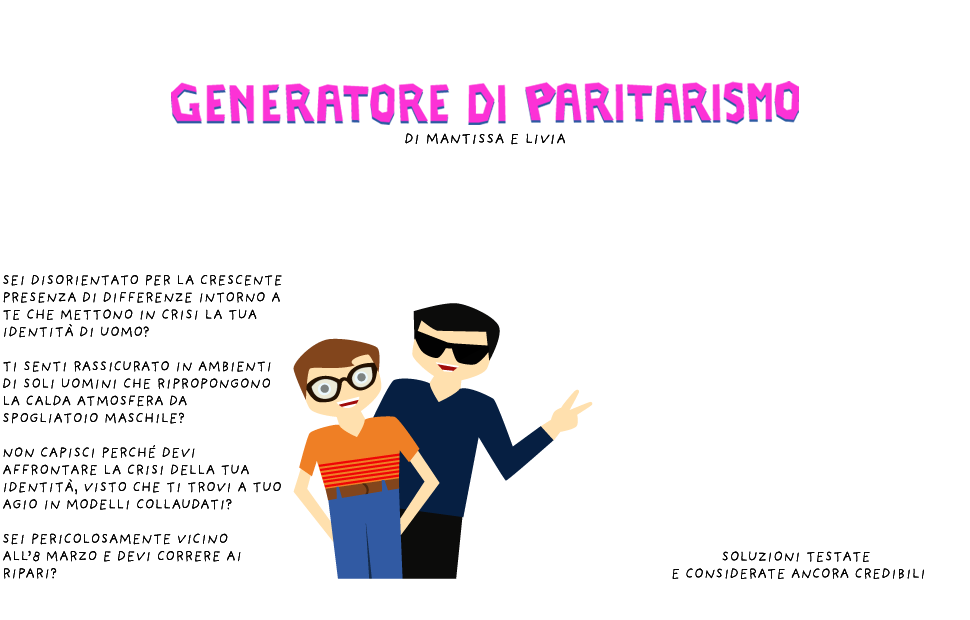 GENERATORE DI PARITARISMO
DI MANTISSA E LIVIA
SEI DISORIENTATO PER LA CRESCENTE
PRESENZA DI DIFFERENZE INTORNO A
TE CHE METTONO IN CRISI LA TUA
IDENTITÀ DI UOMO?
TI SENTI RASSICURATO IN AMBIENTI
DI SOLI UOMINI CHE RIPROPONGONO
LA CALDA ATMOSFERA DA
SPOGLIATOIO MASCHILE?
NON CAPISCI PERCHÉ DEVI
AFFRONTARE LA CRISI DELLA TUA
IDENTITÀ, VISTO CHE TI TROVI A TUO
AGIO IN MODELLI COLLAUDATI?
SEI PERICOLOSAMENTE VICINO
ALL'8 MARZO E DEVI CORRERE AI
RIPARI?
SOLUZIONI TESTATE
E CONSIDERATE ANCORA CREDIBILI